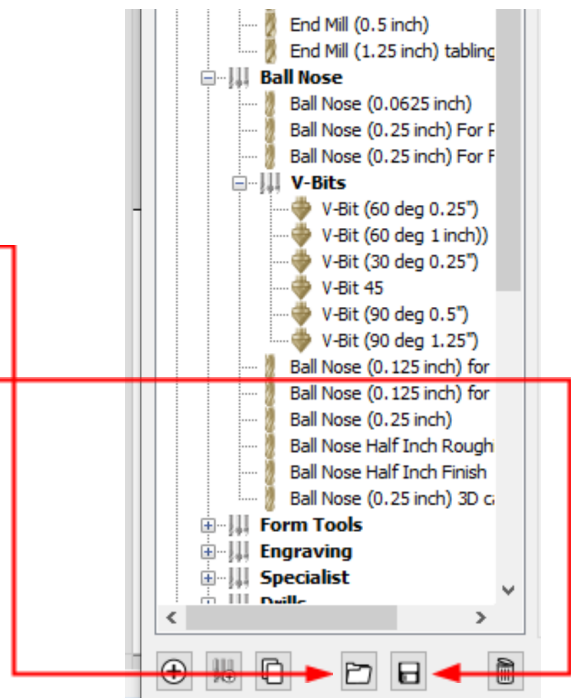 End Mill (0.5 inch)
End Mill (1.25 inch) tabling
Ball Nose
Ball Nose (0.0625 inch)
Ball Nose (0.25 inch) For
Ball Nose (0.25 inch) For
V-Bits
V-Bit (60 deg 0.25")
V-Bit (60 deg 1 inch))
V-Bit (30 deg 0.25")
V-Bit 45
V-Bit (90 deg 0.5")
V-Bit (90 deg 1.25")
Ball Nose (0.125 inch) for
Ball Nose (0.125 inch) for
Ball Nose (0.25 inch)
Ball Nose Half Inch Roughi
Ball Nose Half Inch Finish
Ball Nose (0.25 inch) 3D
Form Tools
Engraving
Specialist
Drills